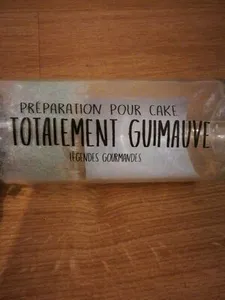 PRÉPARATION POUR CAKE
TOTALEMENT GUIMAUVE
LÉGENDES GOURMANDES